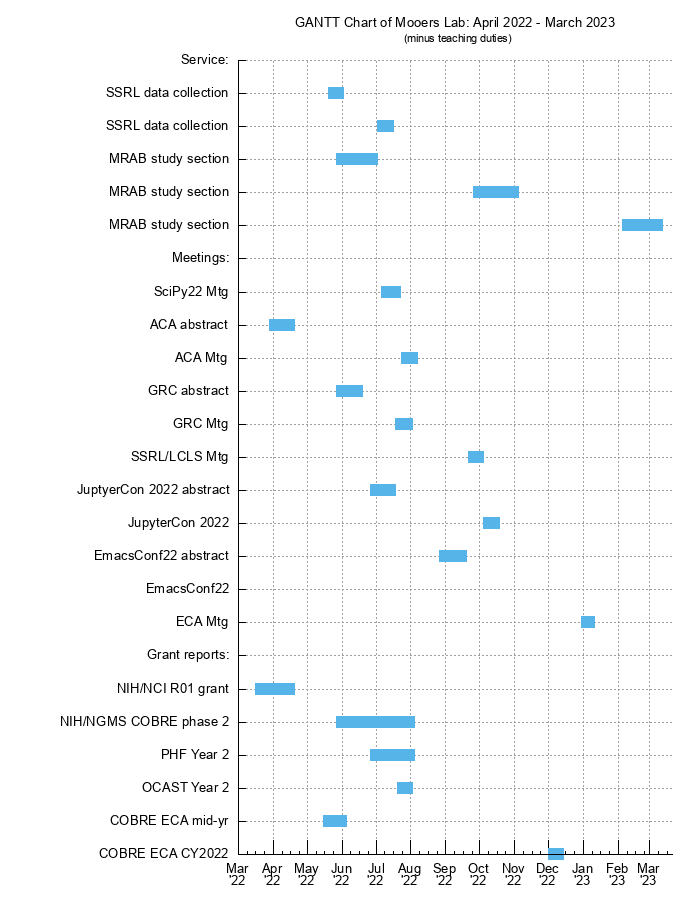 GANTT Chart of Mooers Lab: April 2022 - March 2023
(minus teaching duties)
Service:
SSRL data collection
SSRL data collection
MRAB study section
MRAB study section
MRAB study section
Meetings:
SciPy22 Mtg
ACA abstract
ACA Mtg
GRC abstract
GRC Mtg
SSRL/LCLS Mtg
JuptyerCon 2022 abstract
JupyterCon 2022
EmacsConf22 abstract
EmacsConf22
ECA Mtg
Grant reports:
NIH/NCI R01 grant
NIH/NGMS COBRE phase 2
PHF Year 2
OCAST Year 2
COBRE ECA mid-yr
COBRE ECA CY2022
Mar Apr May Jun Jul Aug Sep Oct Nov Dec Jan Feb Mar
'22 '22 '22 '22 '22 '22 '22 '22 '22 '22 '23 '23 '23